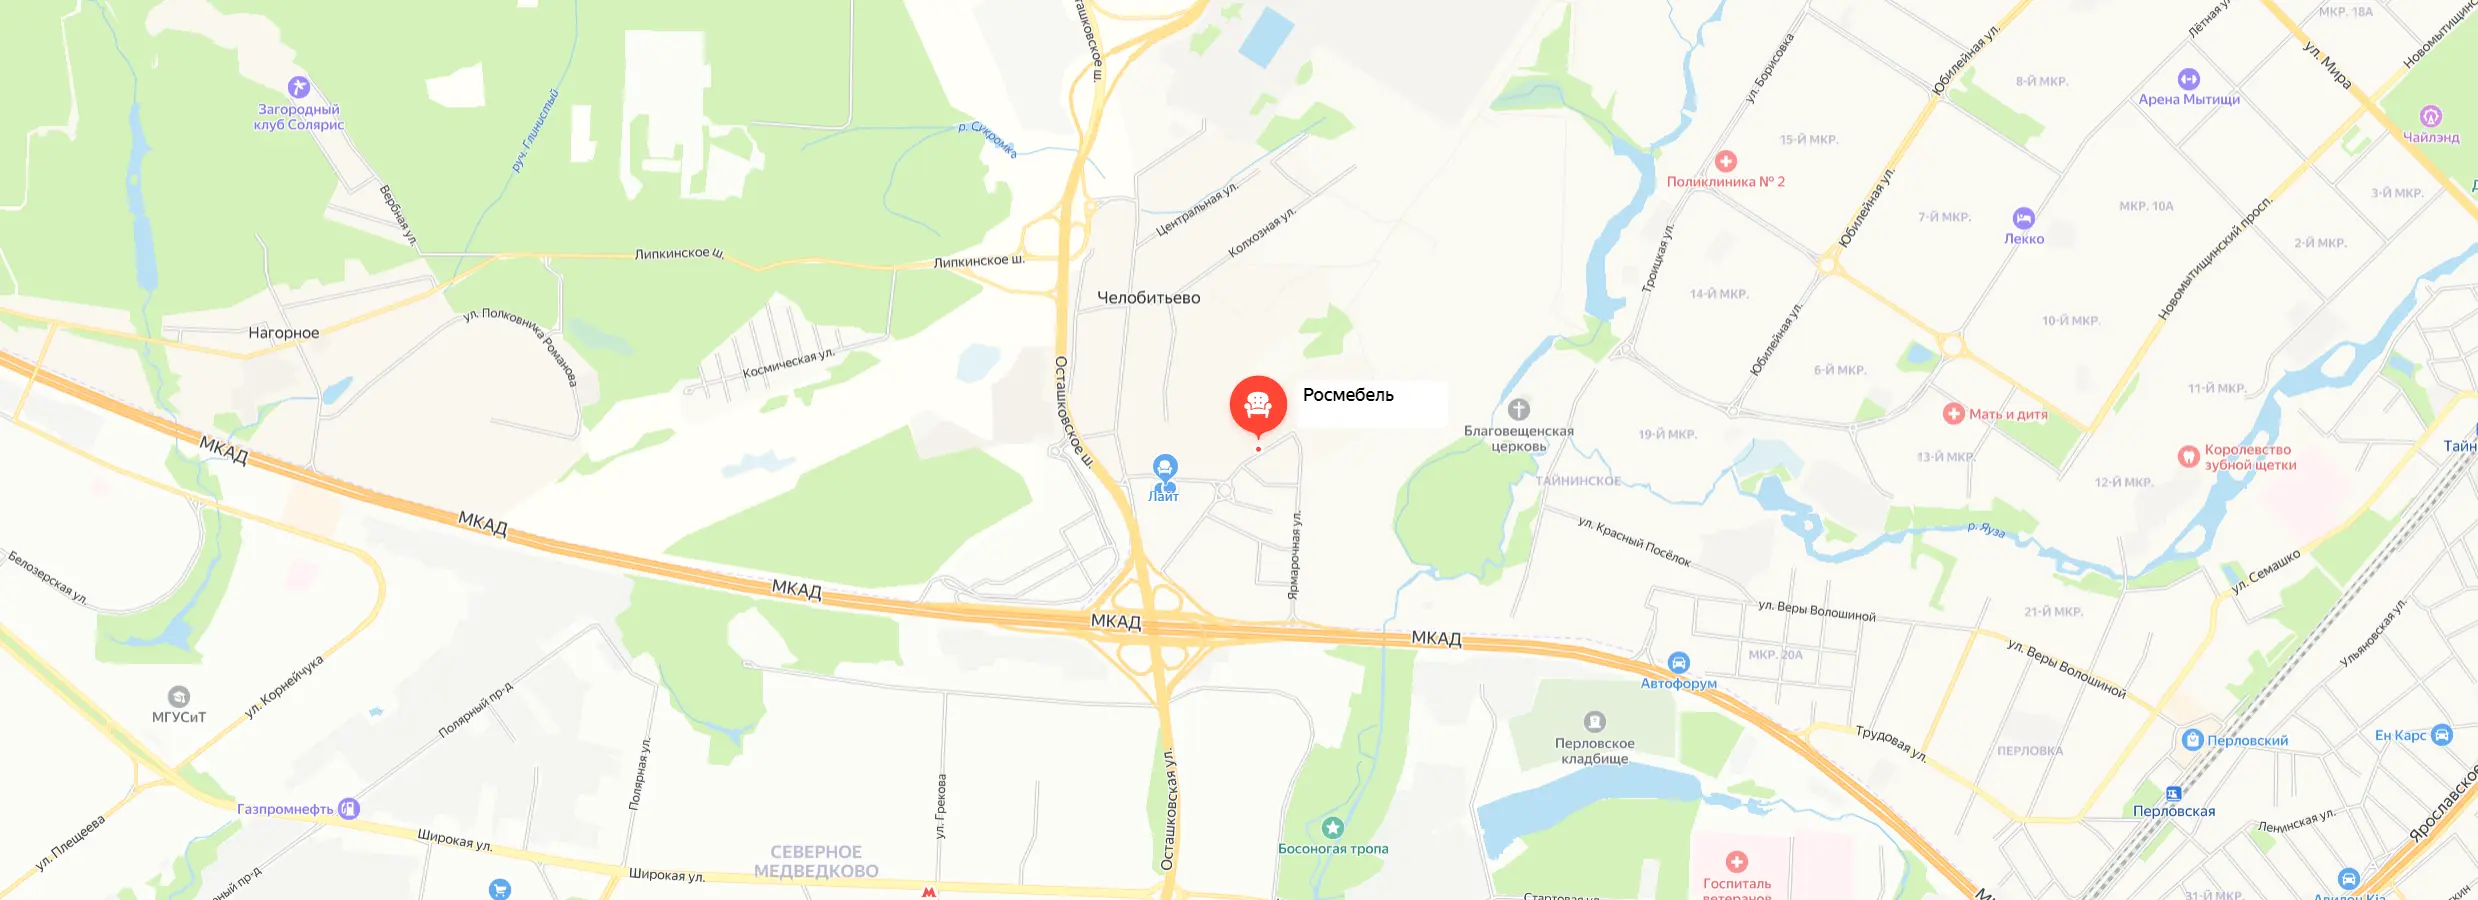 Осташковское ш.
МКР. 18А
Лётная ул.
Новомытищинский
ул. Мира
ул. Борисовка
Юбилейная ул.
8-Й МКР.
Арена Мытищи
Загородный
клуб Солярис
руч. Глинистый
р. Сукромка
15-Й МКР.
Чайлэнд
Поликлиника № 2
3-Й МКР.
Вербная ул.
Центральная ул.
Колхозная ул.
Юбилейная ул.
7-Й МКР.
МКР. 10А
Лекко
2-Й МКР.
Новомытищинский просп.
Троицкая ул.
Липкинское ш.
Липкинское ш.
Челобитьево
14-Й МКР.
10-Й МКР.
Нагорное
ул. Полковника Романова
Юбилейная ул.
Космическая ул.
Осташковское ш.
6-Й МКР.
11-Й МКР.
Росмебель
Мать и дитя
Благовещенская
церковь
19-Й МКР.
13-Й МКР.
Королевство
зубной щетки
МКАД
ТАЙНИНСКОЕ
12-Й МКР.
Лайт
МКАД
ул. Красный Посёлок
р. Яуза
Ярмарочная ул.
Белозерская ул.
ул. Семашко
МКАД
ул. Веры Волошиной
21-Й МКР.
МКАД
МКАД
Ульяновская ул.
МКР. 20А
ул. Веры Волошиной
Автофорум
ул. Корнейчука
Полярный пр-д
МГУСиТ
Перловское
кладбище
Трудовая ул.
ПЕРЛОВКА
Перловский
Ен Карс
Полярная ул.
ул. Грекова
Осташковская ул.
Газпромнефть
Перловская
Ленинская ул.
Ярославское
ул. Плещеева
Широкая ул.
Босоногая тропа
СЕВЕРНОЕ
МЕДВЕДКОВО
Широкая ул.
Госпиталь
ветеранов
31-Й МКР.
Стартовая ул.